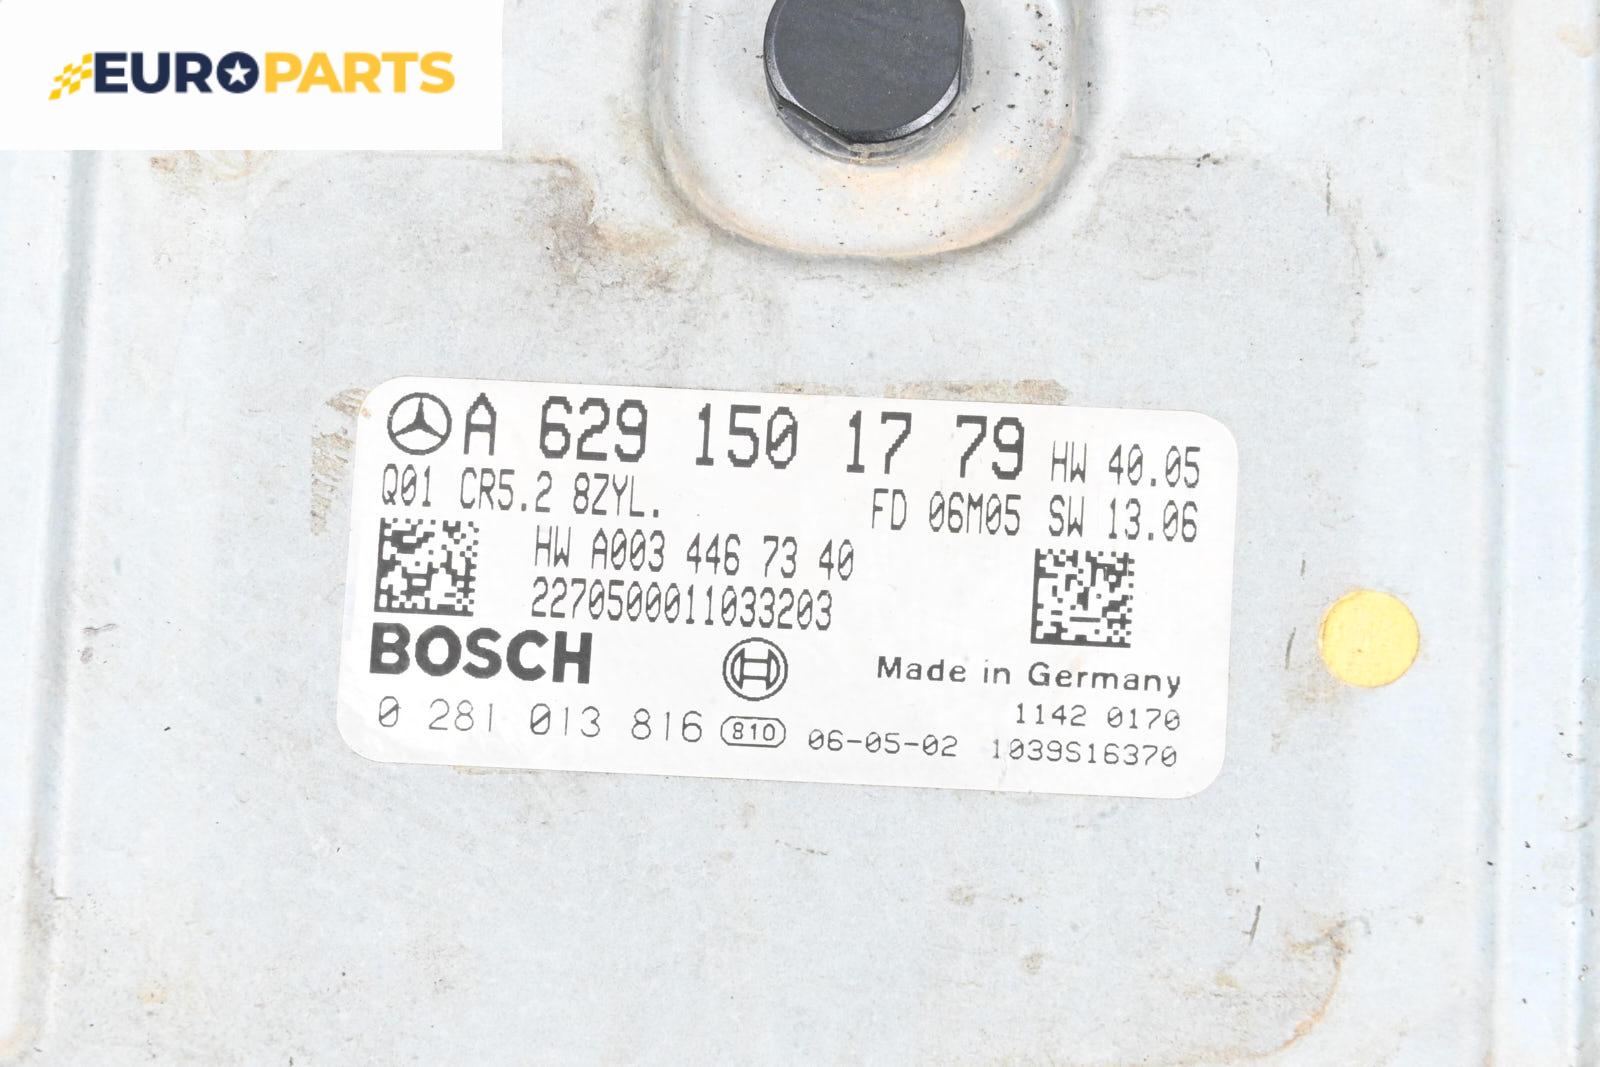 EUROPARTS
A 629 150 17 79 HW 40.05
Q01 CR5.2 8ZYL. FD 06M05 SW 13.06
HW A003 446 73 40
2270500011033203
BOSCH Made in Germany
1142 0170
0 281 013 816 810 06-05-02 1039S16370